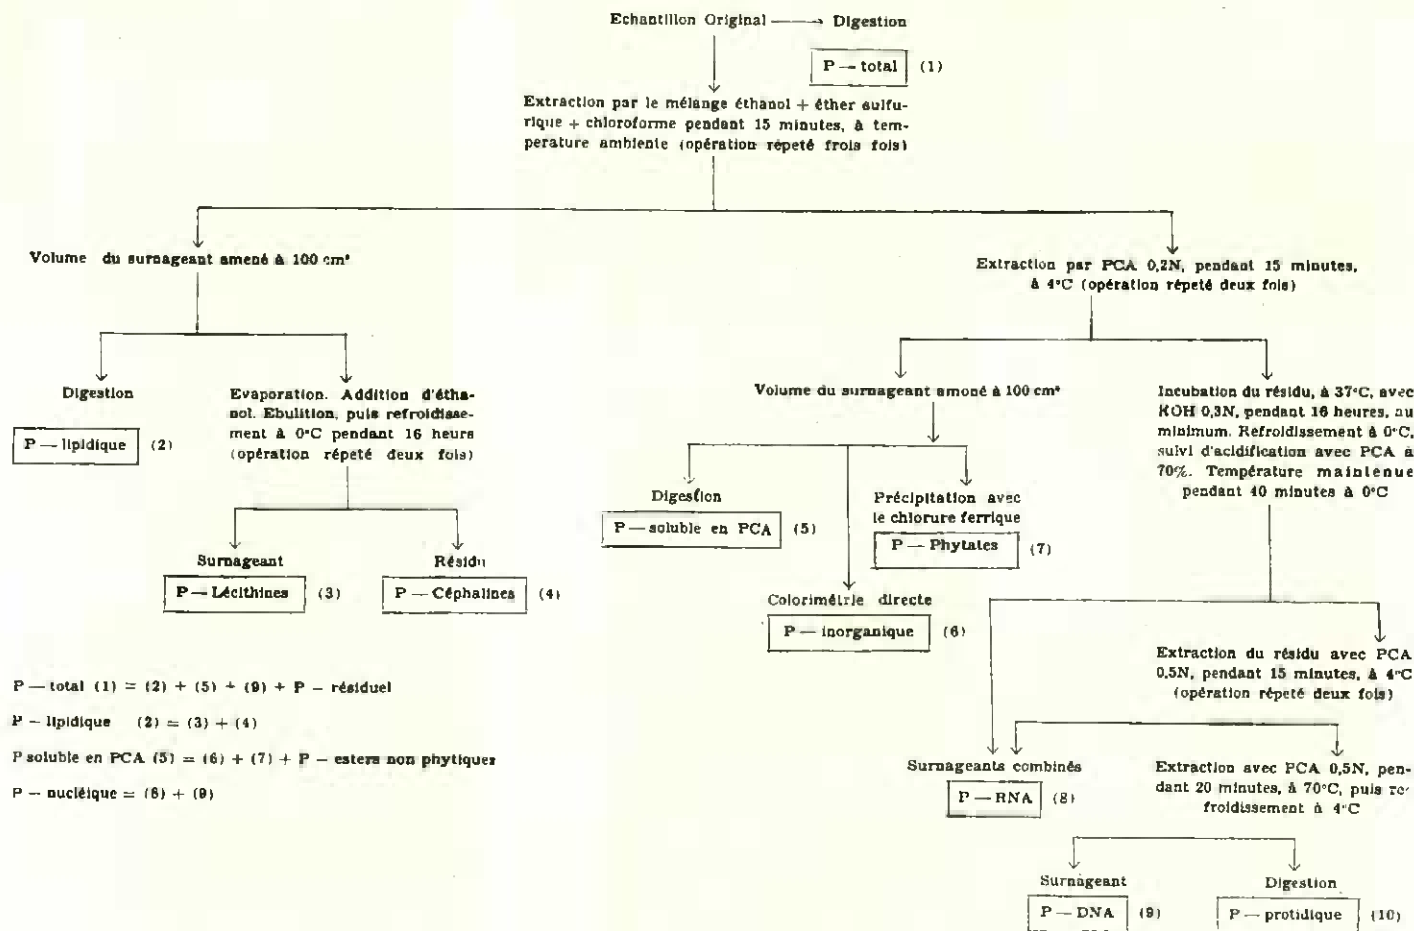 Echantillon Original → Digestion
P — total (1)
Extraction par le mélange éthanol + éther sulfu-
rique + chloroforme pendant 15 minutes, à tem-
perature ambiente (opération répeté frois fois)
Volume du surnageant amené à 100 cm³
Extraction par PCA 0,2N, pendant 15 minutes,
à 4°C (opération répeté deux fois)
Digestion
P — lipidique (2)
Evaporation. Addition d'étha-
nol. Ebulition, puis refroidisse-
ment à 0°C pendant 16 heurs
(opération répeté deux fois)
Volume du surnageant amoné à 100 cm³
Incubation du résidu, à 37°C, avec
KOH 0,3N, pendant 16 heures, au
minimum. Refroidissement à 0°C,
suivi d'acidification avec PCA à
70%. Température maintenue
pendant 40 minutes à 0°C
Digestion
P — soluble en PCA (5)
Précipitation avec
le chlorure ferrique
P — Phytates (7)
Surnageant
P — Lécithines (3)
Résidu
P — Céphalines (4)
Colorimétrie directe
P — inorganique (6)
Extraction du résidu avec PCA
0,5N, pendant 15 minutes, à 4°C
(opération répeté deux fois)
P — total (1) = (2) + (5) + (9) + P — résiduel
P — lipidique (2) = (3) + (4)
P soluble en PCA (5) = (6) + (7) + P — esters non phytiques
P — nucléique = (8) + (9)
Surnageants combinés
P — RNA (8)
Extraction avec PCA 0,5N, pen-
dant 20 minutes, à 70°C, puis re-
froidissement à 4°C
Surnageant
P — DNA (9)
Digestion
P — protidique (10)